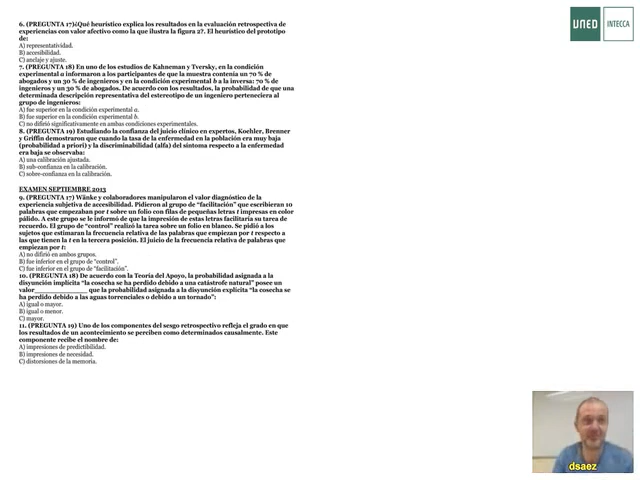 6. (PREGUNTA 17)¿¡Qué heurístico explica los resultados en la evaluación retrospectiva de
experiencias con valor afectivo como la que ilustra la figura 2?. El heurístico del prototipo
de:
A) representatividad.
B) accesibilidad.
C) anclaje y ajuste.
7. (PREGUNTA 18) En uno de los estudios de Kahneman y Tversky, en la condición
experimental a informaron a los participantes de que la muestra contenía un 70 % de
abogados y un 30 % de ingenieros y en la condición experimental b a la inversa: 70 % de
ingenieros y un 30 % de abogados. De acuerdo con los resultados, la probabilidad de que una
determinada descripción representativa del estereotipo de un ingeniero perteneciera al
grupo de ingenieros:
A) fue superior en la condición experimental a.
B) fue superior en la condición experimental b.
C) no difirió significativamente en ambas condiciones experimentales.
8. (PREGUNTA 19) Estudiando la confianza del juicio clínico en expertos, Koehler, Brenner
y Griffin demostraron que cuando la tasa de la enfermedad en la población era muy baja
(probabilidad a priori) y la discriminabilidad (alfa) del síntoma respecto a la enfermedad
era baja se observaba:
A) una calibración ajustada.
B) sub-confianza en la calibración.
C) sobre-confianza en la calibración.
EXAMEN SEPTIEMBRE 2013
9. (PREGUNTA 17) Wänke y colaboradores manipularon el valor diagnóstico de la
experiencia subjetiva de accesibilidad. Pidieron al grupo de “facilitación” que escribieran 10
palabras que empezaban por t sobre un folio con filas de pequeñas letras t impresas en color
pálido. A este grupo se le informó de que la impresión de estas letras facilitaría su tarea de
recuerdo. El grupo de “control” realizó la tarea sobre un folio en blanco. Se pidió a los
sujetos que estimaran la frecuencia relativa de las palabras que empiezan por t respecto a
las que tienen la t en la tercera posición. El juicio de la frecuencia relativa de palabras que
empiezan por t:
A) no difirió en ambos grupos.
B) fue inferior en el grupo de “control”.
C) fue inferior en el grupo de “facilitación”.
10. (PREGUNTA 18) De acuerdo con la Teoría del Apoyo, la probabilidad asignada a la
disyunción implícita “la cosecha se ha perdido debido a una catástrofe natural” posee un
valor______________ que la probabilidad asignada a la disyunción explícita “la cosecha se
ha perdido debido a las aguas torrenciales o debido a un tornado”:
A) igual o mayor.
B) igual o menor.
C) mayor.
11. (PREGUNTA 19) Uno de los componentes del sesgo retrospectivo refleja el grado en que
los resultados de un acontecimiento se perciben como determinados causalmente. Este
componente recibe el nombre de:
A) impresiones de predictibilidad.
B) impresiones de necesidad.
C) distorsiones de la memoria.
UNED
INTECCA
dsaez